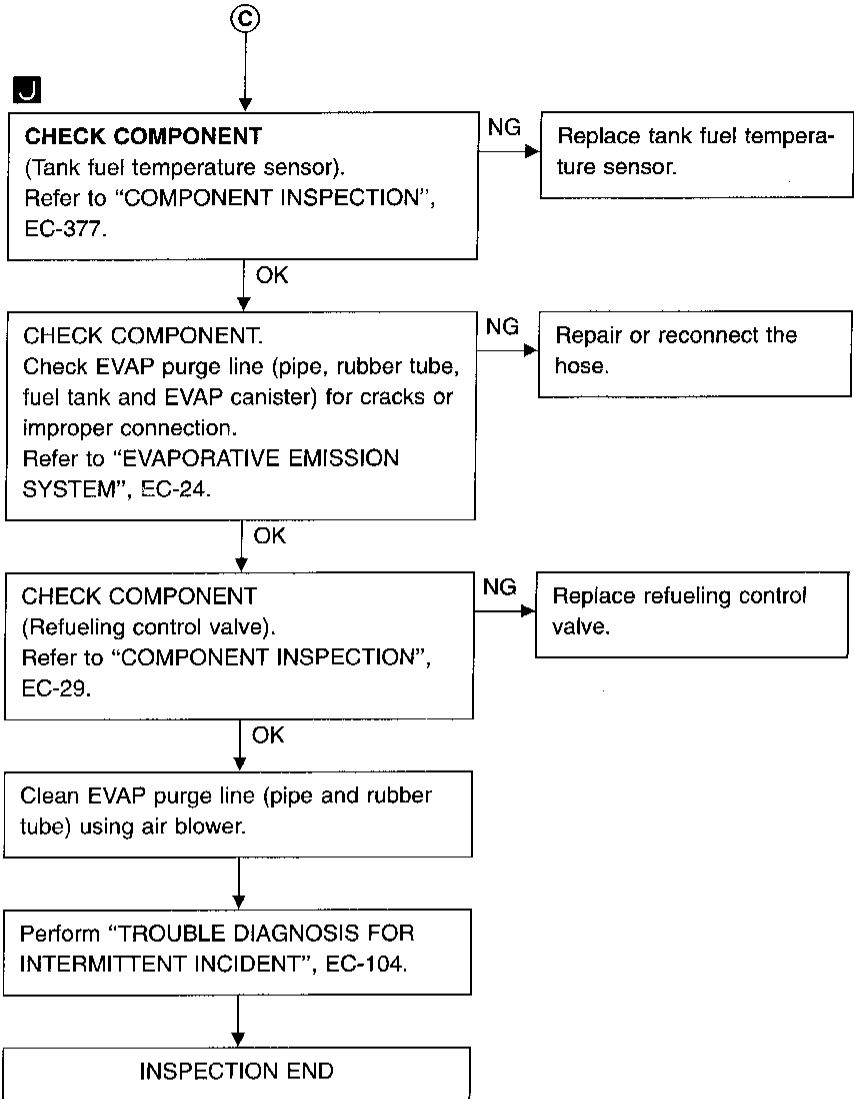 C
J
CHECK COMPONENT
(Tank fuel temperature sensor).
Refer to “COMPONENT INSPECTION”,
EC-377.
NG
Replace tank fuel tempera-
ture sensor.
OK
CHECK COMPONENT.
Check EVAP purge line (pipe, rubber tube,
fuel tank and EVAP canister) for cracks or
improper connection.
Refer to “EVAPORATIVE EMISSION
SYSTEM”, EC-24.
NG
Repair or reconnect the
hose.
OK
CHECK COMPONENT
(Refueling control valve).
Refer to “COMPONENT INSPECTION”,
EC-29.
NG
Replace refueling control
valve.
OK
Clean EVAP purge line (pipe and rubber
tube) using air blower.
Perform “TROUBLE DIAGNOSIS FOR
INTERMITTENT INCIDENT”, EC-104.
INSPECTION END